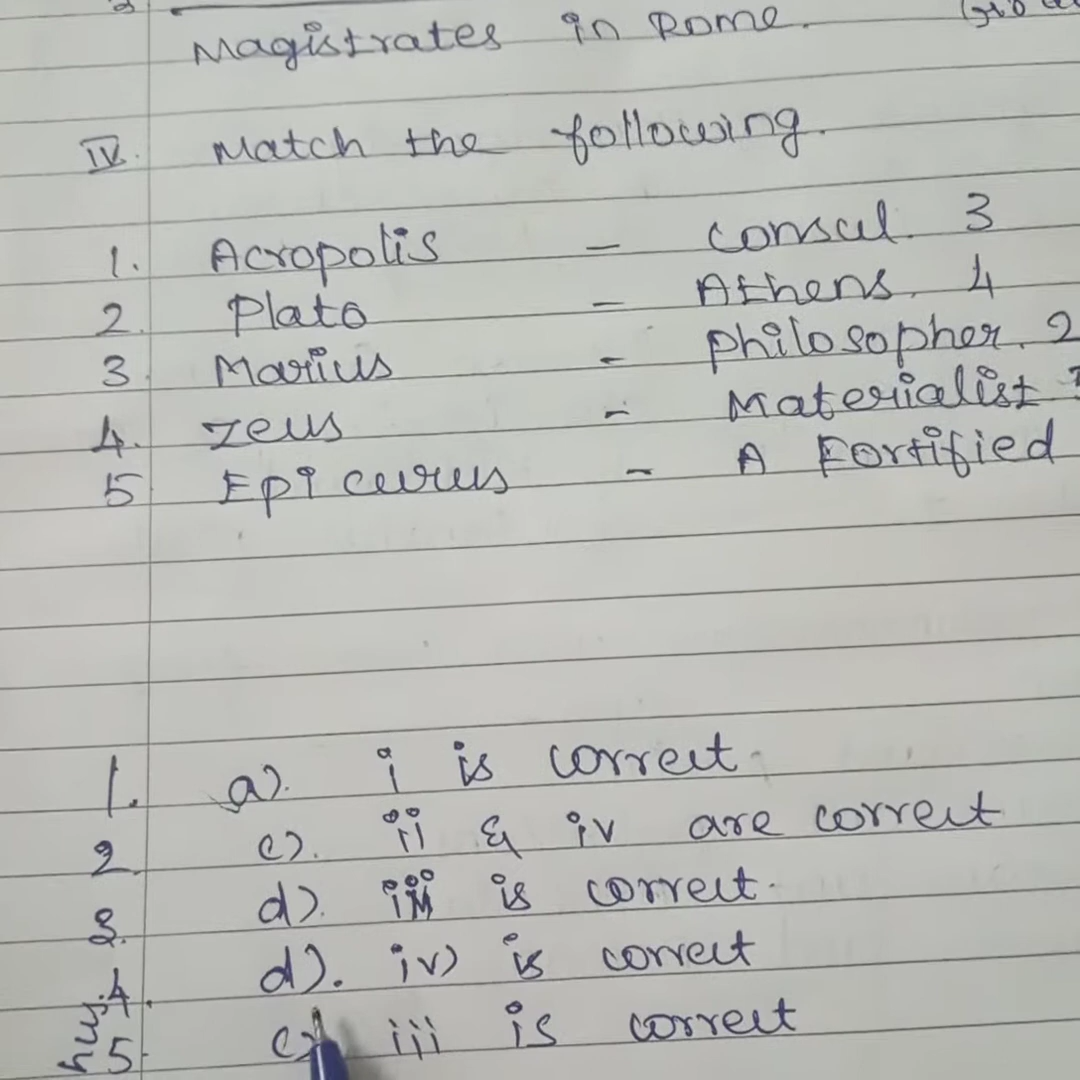 Magistrates in Rome.
IV. Match the following.
1. Acropolis - Consul. 3
2. Plato - Athens. 4
3. Marius - Philosopher. 2
4. Zeus - Materialist
5. Epicurus - A Fortified
1. a). i is correct.
2. c). ii & iv are correct
3. d). iii is correct.
4. d). iv) is correct
5. c) iii is correct